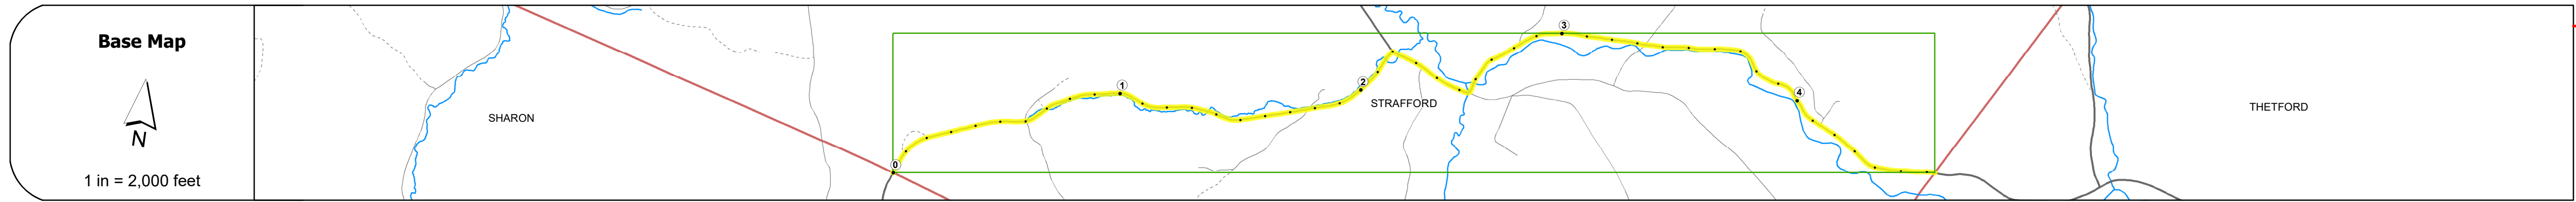 Base Map
N
1 in = 2,000 feet
SHARON
0
1
2
STRAFFORD
3
4
THETFORD